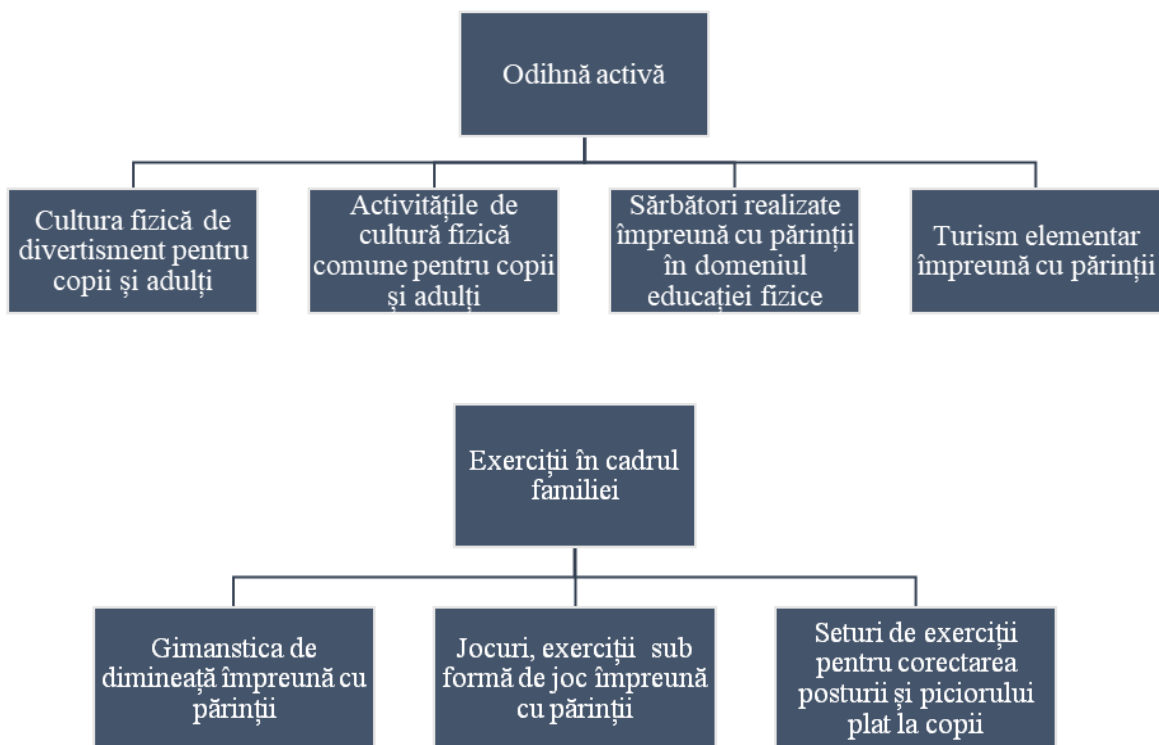 Odihnă activă
Cultura fizică de
divertisment pentru
copii și adulți
Activitățile de
cultură fizică
comune pentru copii
și adulți
Sărbători realizate
împreună cu părinții
în domeniul
educației fizice
Turism elementar
împreună cu părinții
Exerciții în cadrul
familiei
Gimanstica de
dimineață împreună cu
părinții
Jocuri, exerciții sub
formă de joc împreună
cu părinții
Seturi de exerciții
pentru corectarea
posturii și piciorului
plat la copii